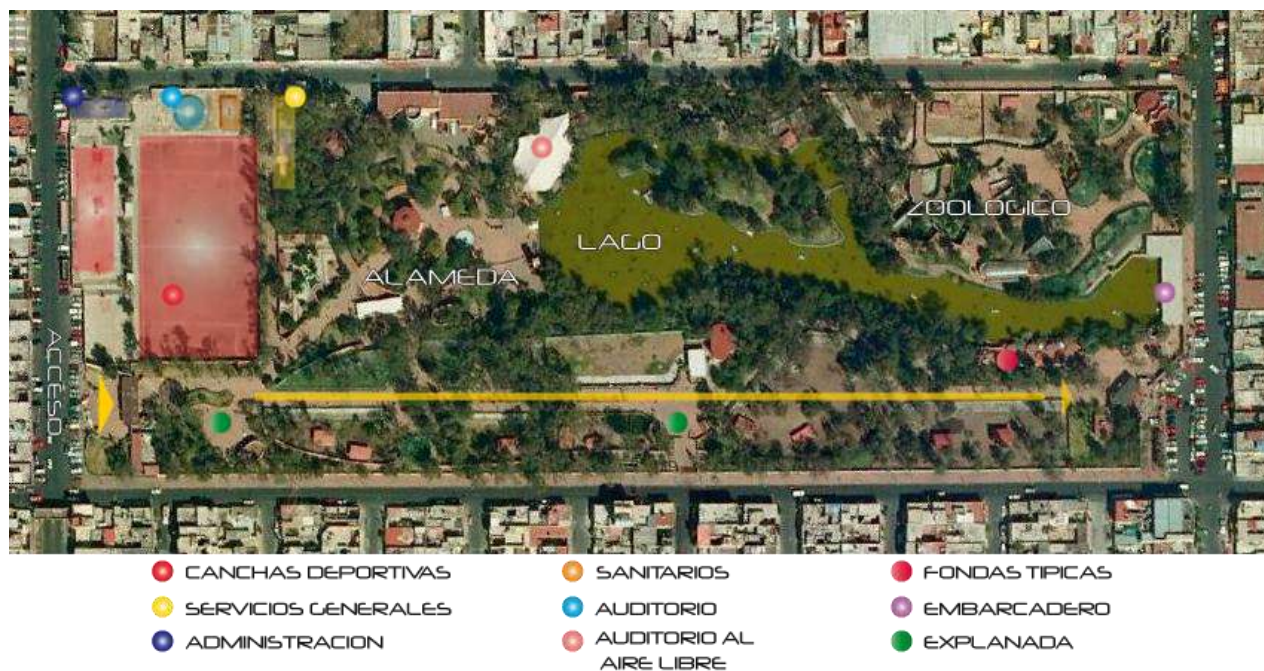 ZOOLOGICO
LAGO
ALAMEDA
ACCESO
CANCHAS DEPORTIVAS
SERVICIOS GENERALES
ADMINISTRACION
SANITARIOS
AUDITORIO
AUDITORIO AL
AIRE LIBRE
FONDAS TIPICAS
EMBARCADERO
EXPLANADA